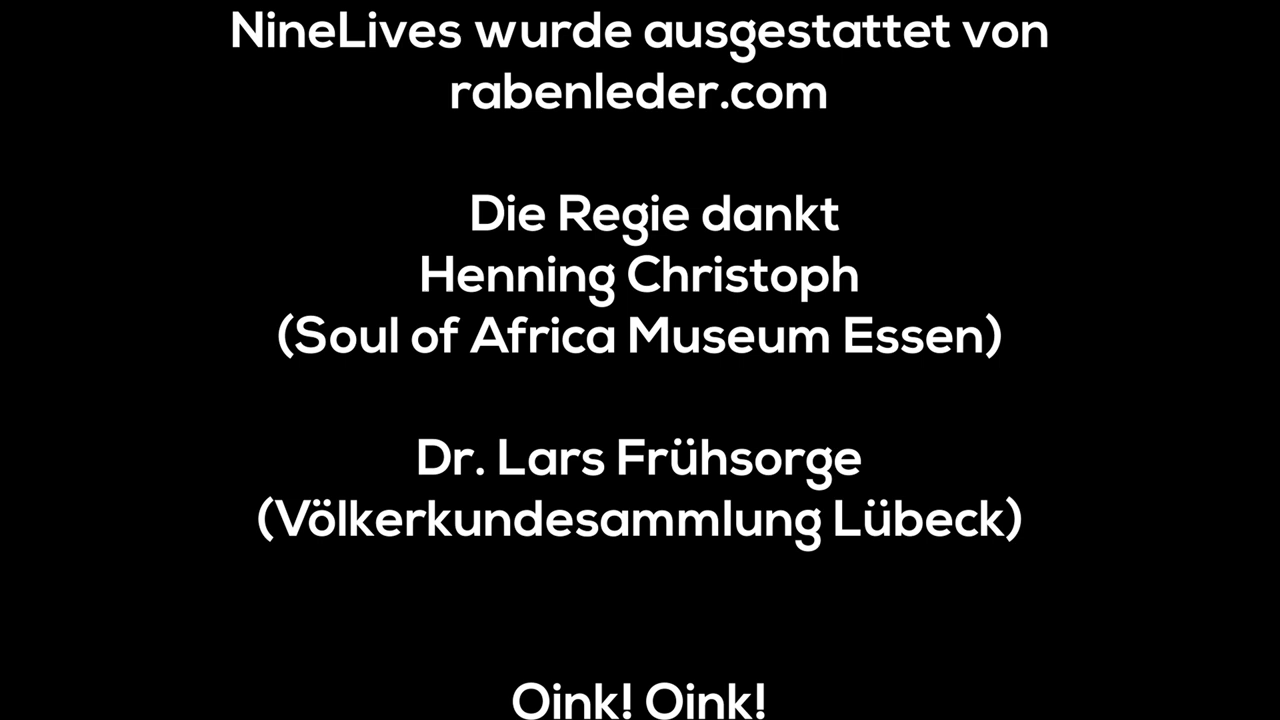 NineLives wurde ausgestattet von
rabenleder.com
Die Regie dankt
Henning Christoph
(Soul of Africa Museum Essen)
Dr. Lars Frühsorge
(Völkerkundesammlung Lübeck)
Oink! Oink!